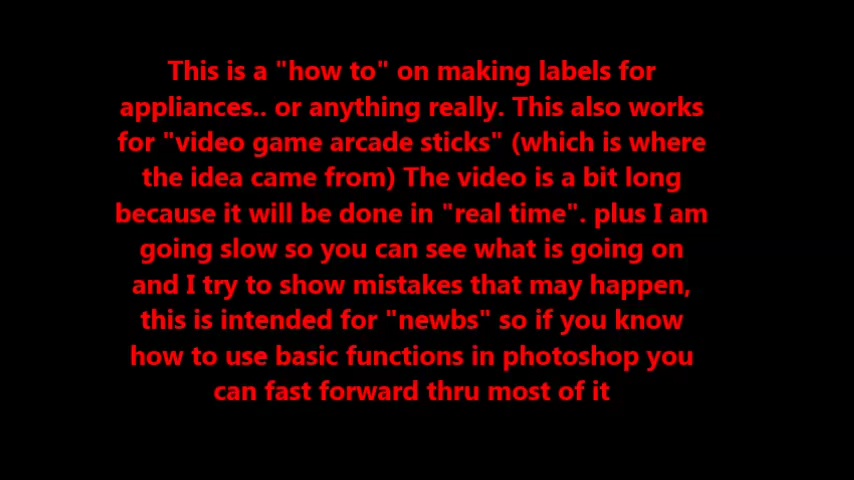 This is a "how to" on making labels for
appliances.. or anything really. This also works
for "video game arcade sticks" (which is where
the idea came from) The video is a bit long
because it will be done in "real time". plus I am
going slow so you can see what is going on
and I try to show mistakes that may happen,
this is intended for "newbs" so if you know
how to use basic functions in photoshop you
can fast forward thru most of it